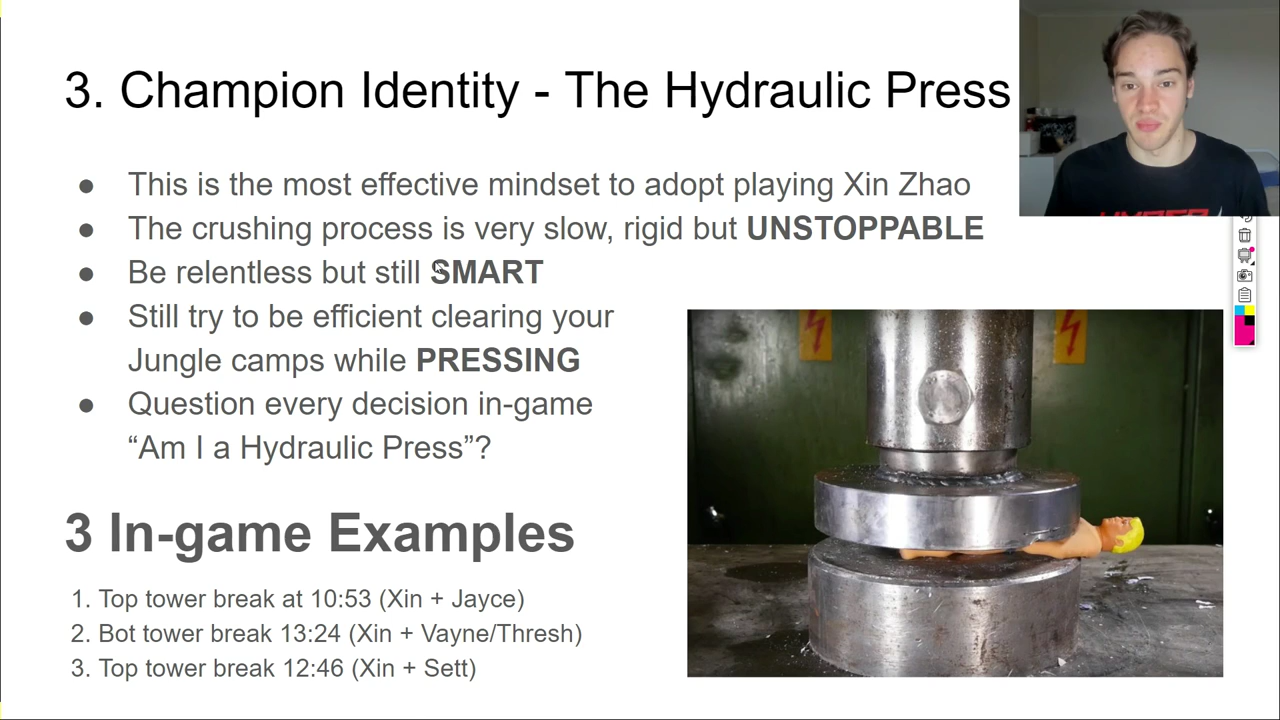 3. Champion Identity - The Hydraulic Press
● This is the most effective mindset to adopt playing Xin Zhao
● The crushing process is very slow, rigid but UNSTOPPABLE
● Be relentless but still SMART
● Still try to be efficient clearing your
Jungle camps while PRESSING
● Question every decision in-game
“Am I a Hydraulic Press”?
3 In-game Examples
1. Top tower break at 10:53 (Xin + Jayce)
2. Bot tower break 13:24 (Xin + Vayne/Thresh)
3. Top tower break 12:46 (Xin + Sett)